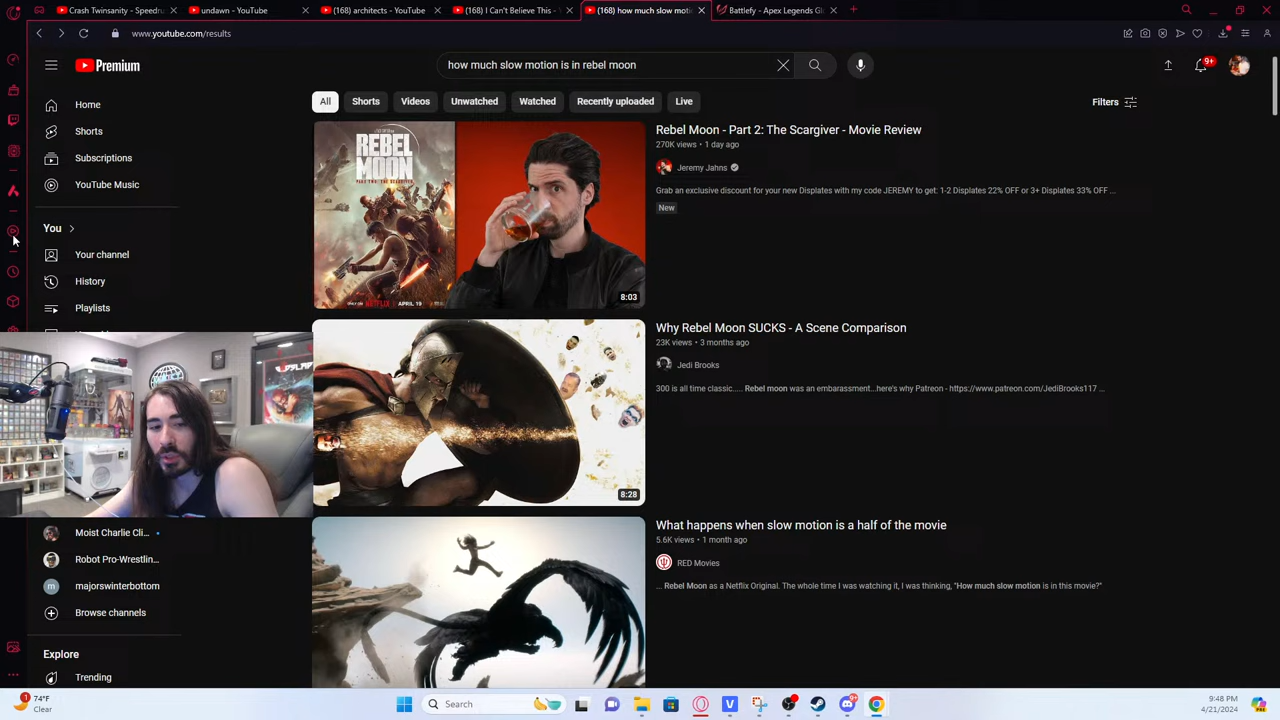 Crash Twinsanity - Speedru
undawn - YouTube
(168) architects - YouTube
(168) I Can't Believe This -
(168) how much slow moti
Battlefy - Apex Legends Gl
www.youtube.com/results
Premium
how much slow motion is in rebel moon
9+
Home
Shorts
Subscriptions
YouTube Music
You
Your channel
History
Playlists
All
Shorts
Videos
Unwatched
Watched
Recently uploaded
Live
Filters
REBEL
MOON
NETFLIX
APRIL 19
8:03
Rebel Moon - Part 2: The Scargiver - Movie Review
270K views • 1 day ago
Jeremy Jahns
Grab an exclusive discount for your new Displates with my code JEREMY to get: 1-2 Displates 22% OFF or 3+ Displates 33% OFF ...
New
8:28
Why Rebel Moon SUCKS - A Scene Comparison
23K views • 3 months ago
Jedi Brooks
300 is all time classic..... Rebel moon was an embarassment...here's why Patreon - https://www.patreon.com/JediBrooks117 ...
What happens when slow motion is a half of the movie
5.6K views • 1 month ago
RED Movies
... Rebel Moon as a Netflix Original. The whole time I was watching it, I was thinking, "How much slow motion is in this movie?"
Moist Charlie Cli...
Robot Pro-Wrestlin...
m
majorswinterbottom
Browse channels
Explore
Trending
1
74°F
Clear
Search
9+
9:48 PM
4/21/2024